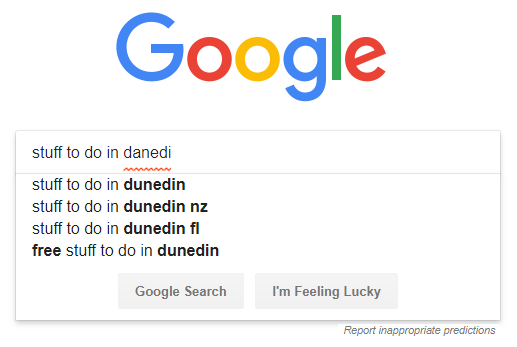 Google
stuff to do in danedi
stuff to do in dunedin
stuff to do in dunedin nz
stuff to do in dunedin fl
free stuff to do in dunedin
Google Search I'm Feeling Lucky
Report inappropriate predictions